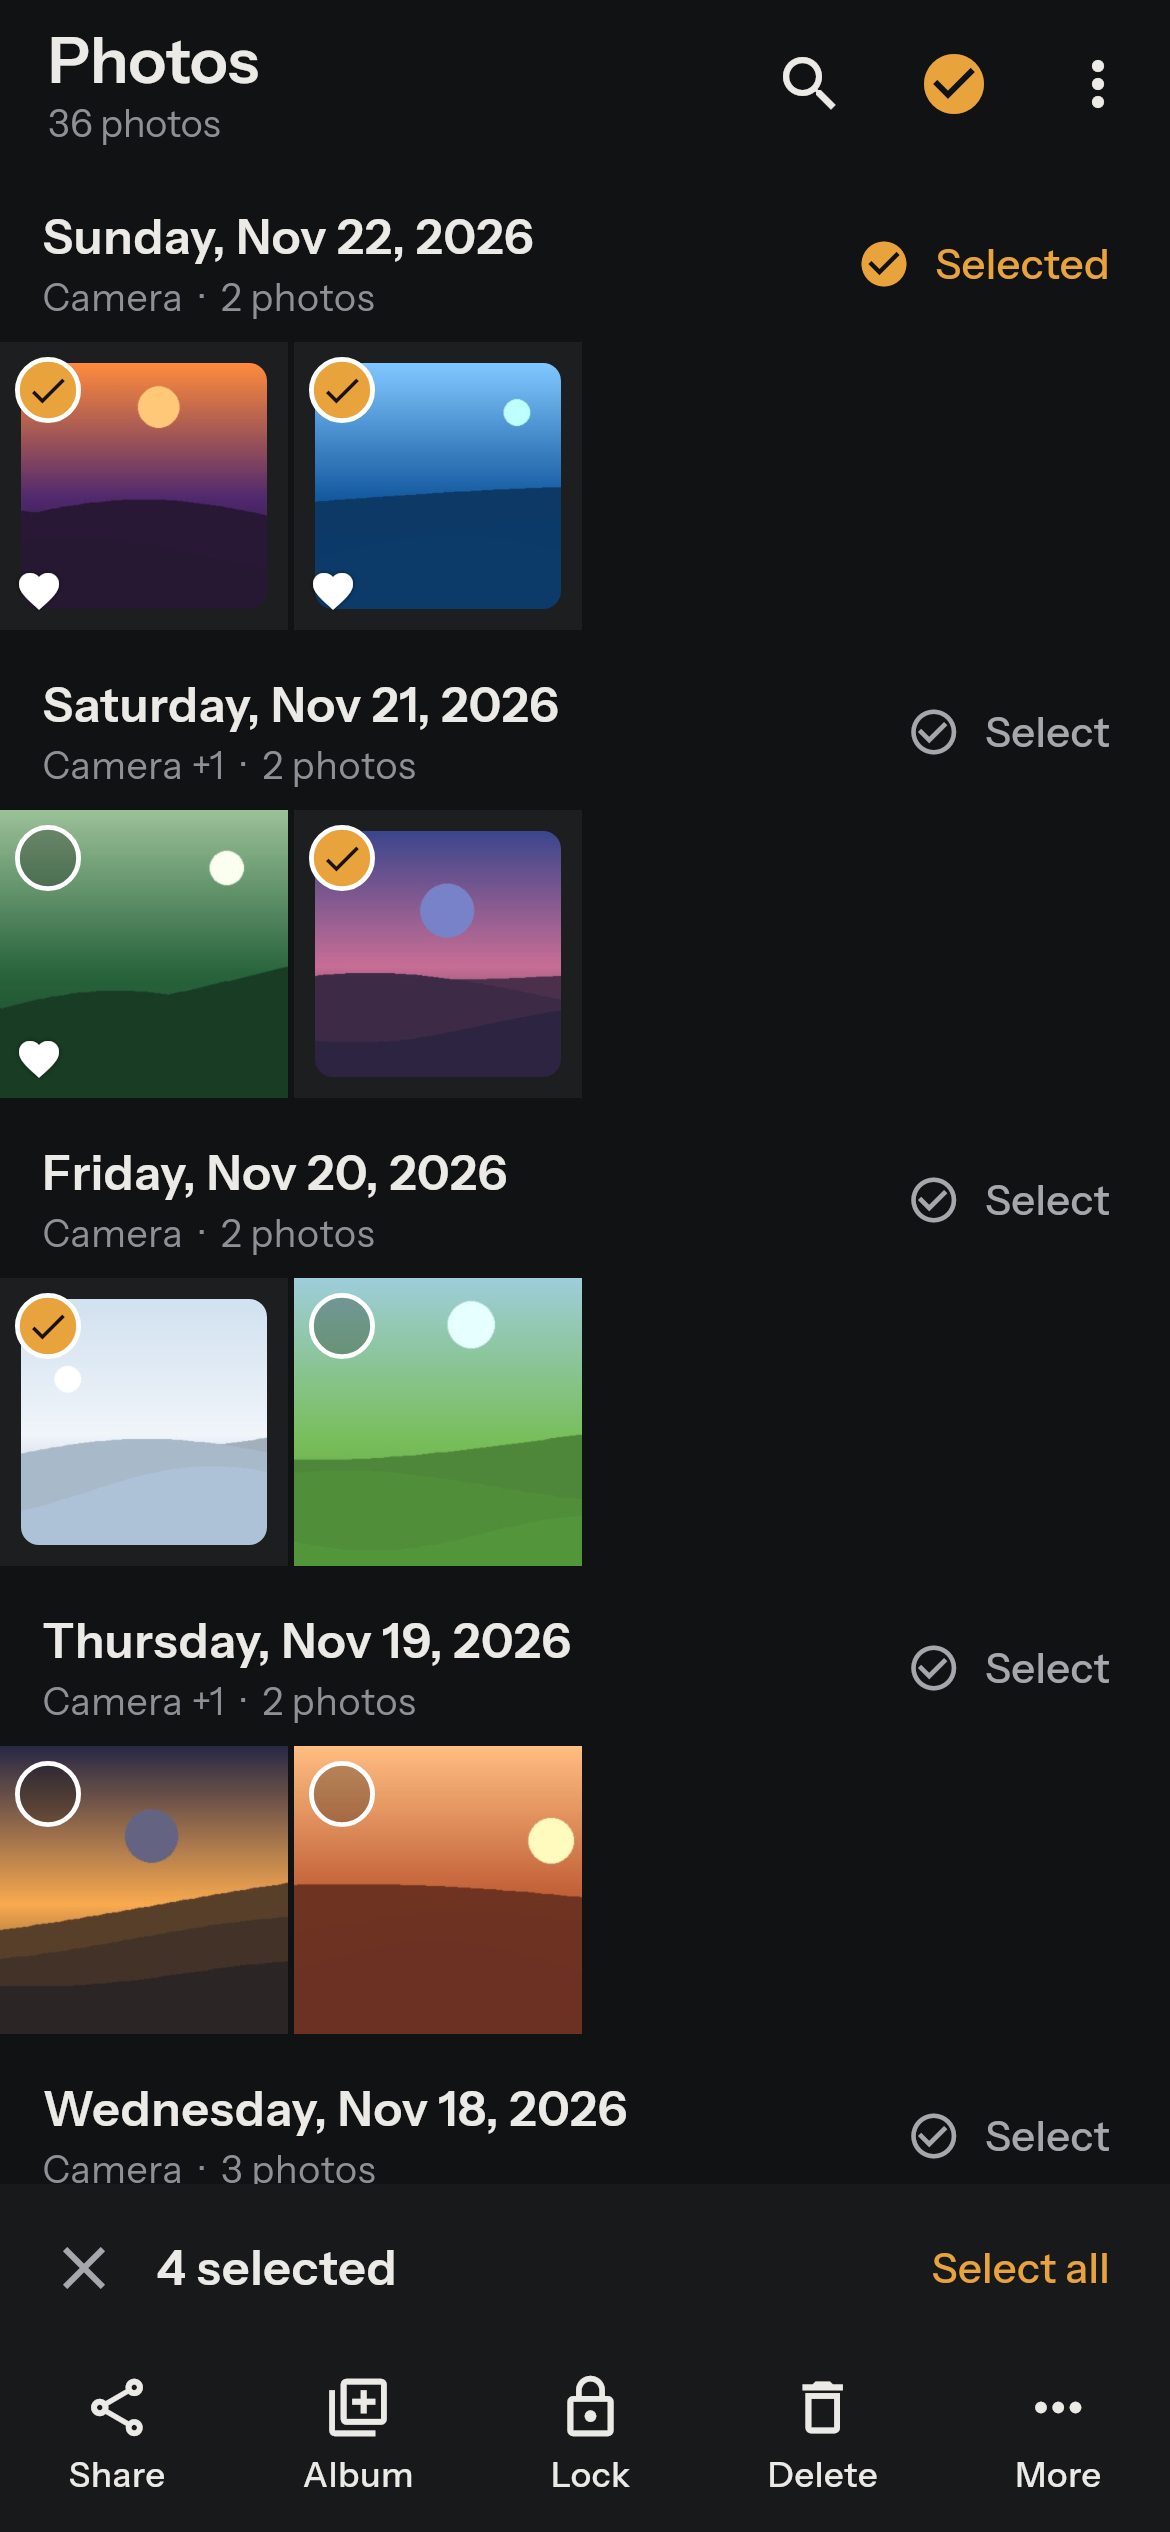 Photos
36 photos
Sunday, Nov 22, 2026
Camera · 2 photos
Selected
Saturday, Nov 21, 2026
Camera +1 · 2 photos
Select
Friday, Nov 20, 2026
Camera · 2 photos
Select
Thursday, Nov 19, 2026
Camera +1 · 2 photos
Select
Wednesday, Nov 18, 2026
Camera · 3 photos
Select
4 selected
Select all
Share
Album
Lock
Delete
More